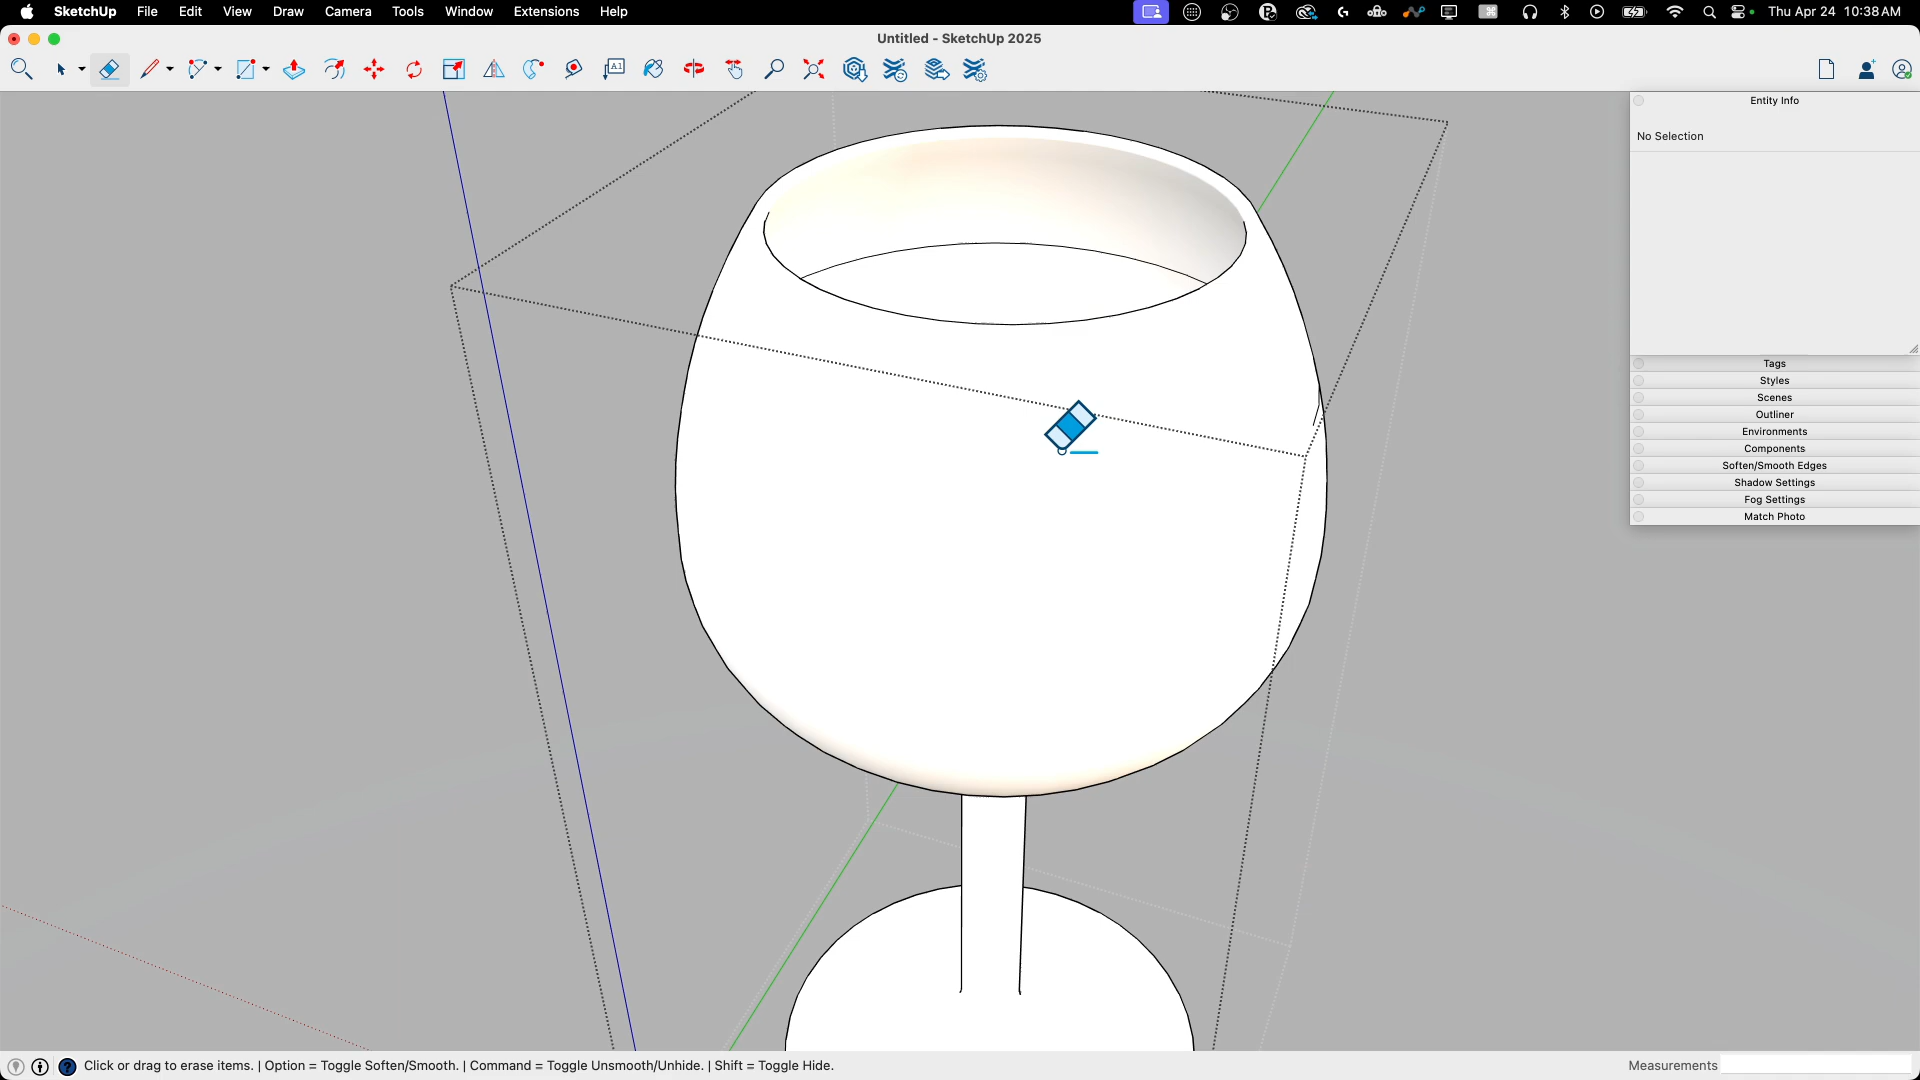 SketchUp File Edit View Draw Camera Tools Window Extensions Help Thu Apr 24 10:38 AM
Untitled - SketchUp 2025
A1
Entity Info
No Selection
Tags
Styles
Scenes
Outliner
Environments
Components
Soften/Smooth Edges
Shadow Settings
Fog Settings
Match Photo
Click or drag to erase items. | Option = Toggle Soften/Smooth. | Command = Toggle Unsmooth/Unhide. | Shift = Toggle Hide. Measurements